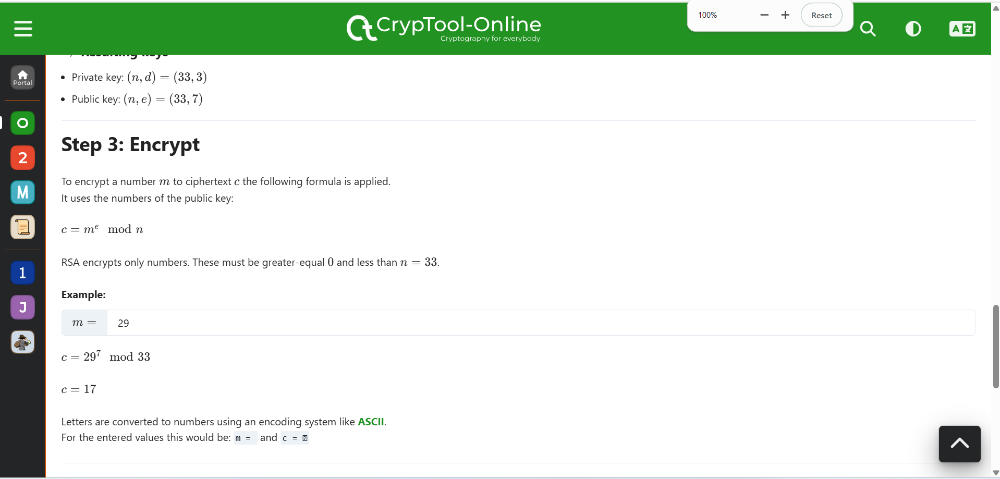 100%
Reset
CrypTool-Online
Cryptography for everybody
Resulting keys
Portal
O
2
M
1
J
• Private key: (n, d) = (33, 3)
• Public key: (n, e) = (33, 7)
Step 3: Encrypt
To encrypt a number m to ciphertext c the following formula is applied.
It uses the numbers of the public key:
c = mᵉ mod n
RSA encrypts only numbers. These must be greater-equal 0 and less than n = 33.
Example:
m = 29
c = 29⁷ mod 33
c = 17
Letters are converted to numbers using an encoding system like ASCII.
For the entered values this would be: m = and c =